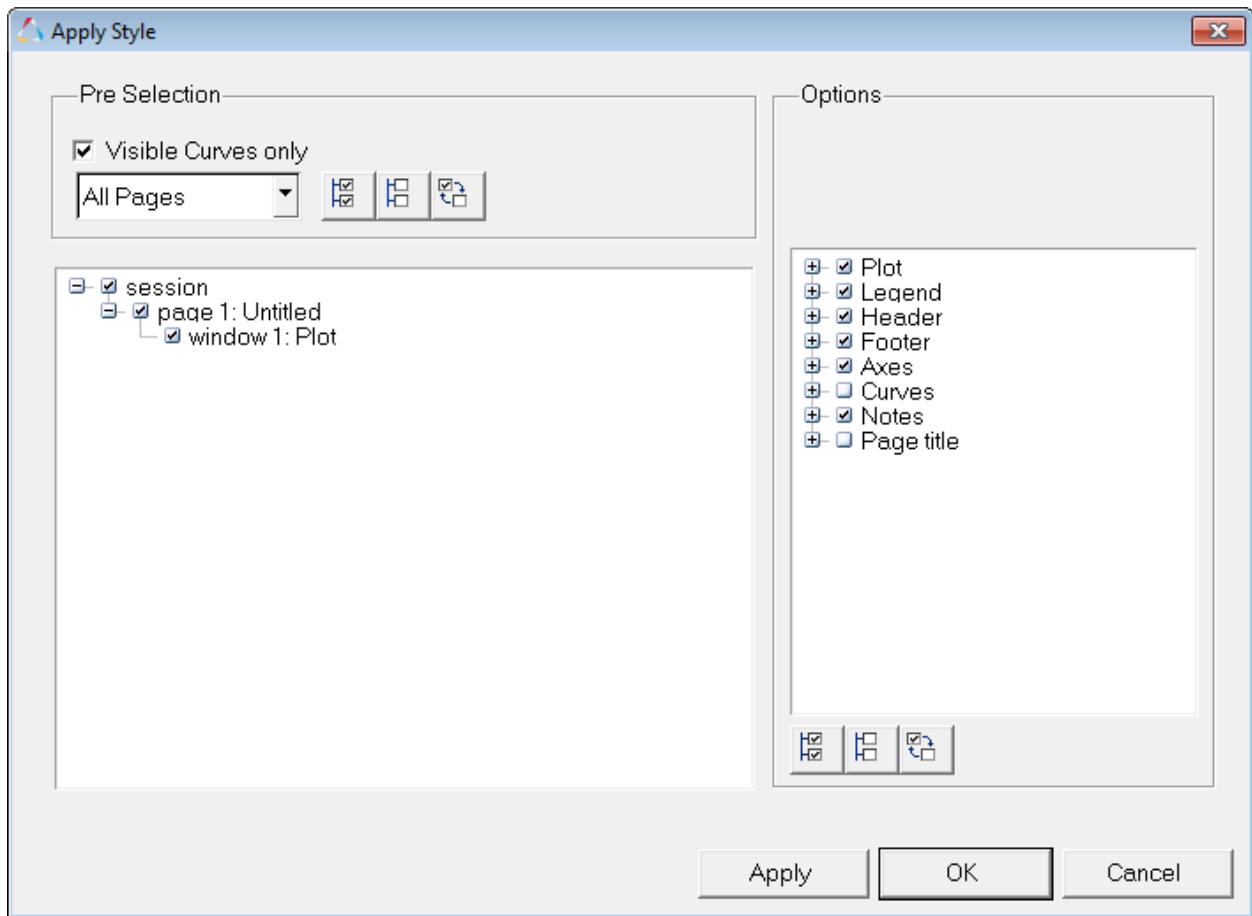 Apply Style
Pre Selection
Visible Curves only
All Pages
session
page 1: Untitled
window 1: Plot
Options
Plot
Legend
Header
Footer
Axes
Curves
Notes
Page title
Apply
OK
Cancel